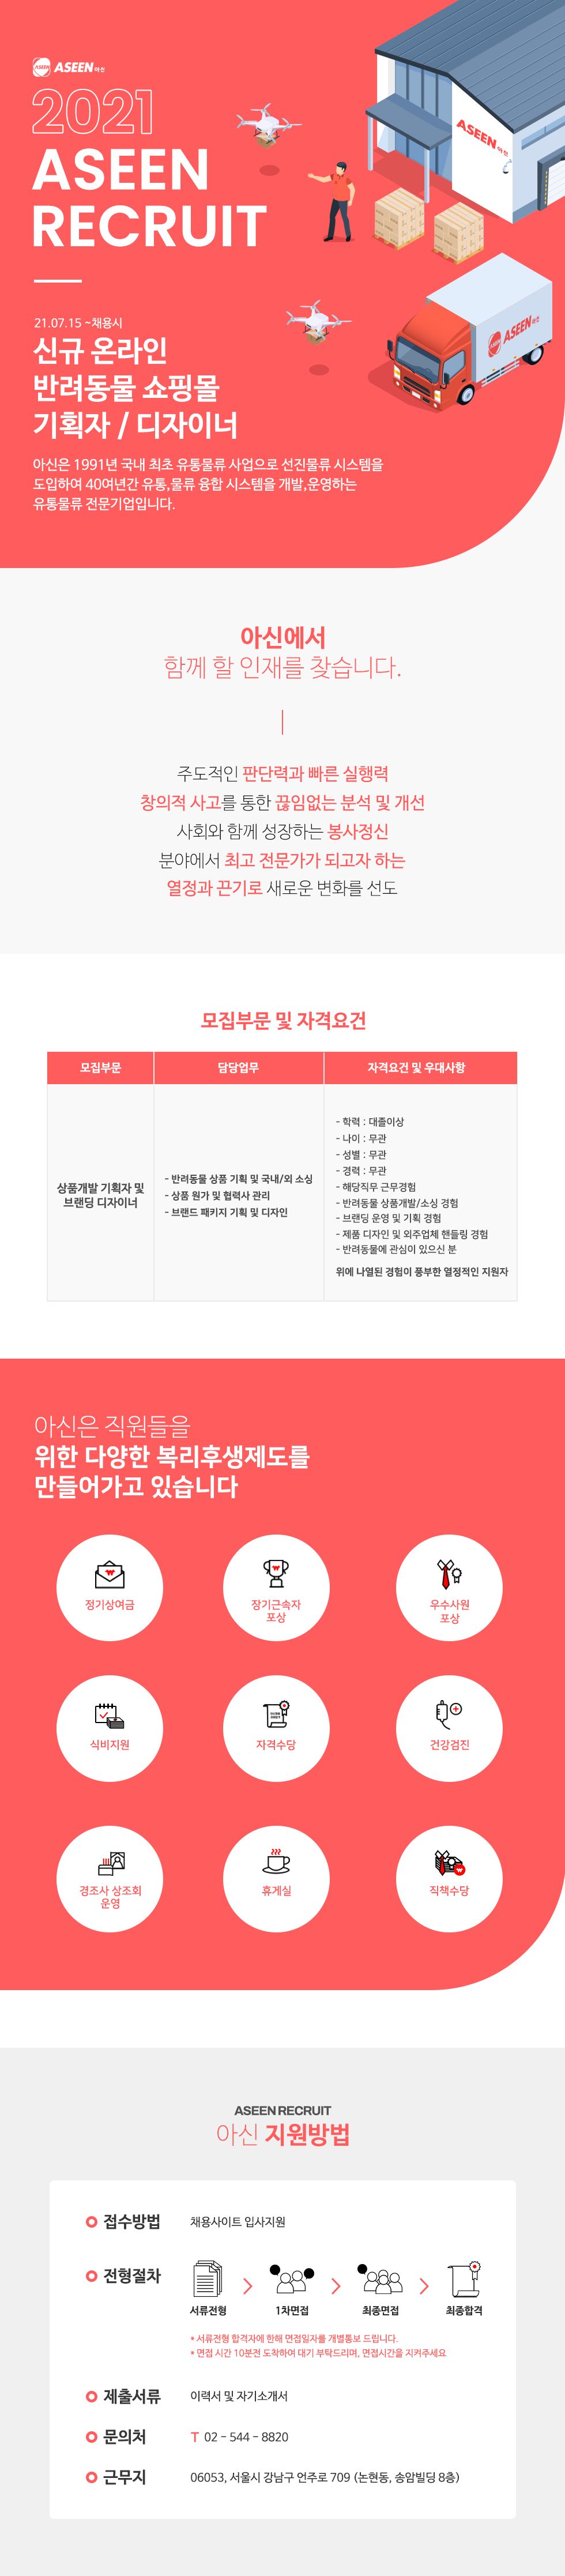 ASEEN ASEEN 아신
2021
ASEEN
RECRUIT
ASEEN 아신
ASEEN ASEEN 아신
21.07.15 ~채용시
신규 온라인
반려동물 쇼핑몰
기획자 / 디자이너
아신은 1991년 국내 최초 유통물류 사업으로 선진물류 시스템을
도입하여 40여년간 유통,물류 융합 시스템을 개발,운영하는
유통물류 전문기업입니다.
아신에서
함께 할 인재를 찾습니다.
주도적인 판단력과 빠른 실행력
창의적 사고를 통한 끊임없는 분석 및 개선
사회와 함께 성장하는 봉사정신
분야에서 최고 전문가가 되고자 하는
열정과 끈기로 새로운 변화를 선도
모집부문 및 자격요건
모집부문 담당업무 자격요건 및 우대사항
상품개발 기획자 및
브랜딩 디자이너
- 반려동물 상품 기획 및 국내/외 소싱
- 상품 원가 및 협력사 관리
- 브랜드 패키지 기획 및 디자인
- 학력 : 대졸이상
- 나이 : 무관
- 성별 : 무관
- 경력 : 무관
- 해당직무 근무경험
- 반려동물 상품개발/소싱 경험
- 브랜딩 운영 및 기획 경험
- 제품 디자인 및 외주업체 핸들링 경험
- 반려동물에 관심이 있으신 분
위에 나열된 경험이 풍부한 열정적인 지원자
아신은 직원들을
위한 다양한 복리후생제도를
만들어가고 있습니다
정기상여금
장기근속자
포상
우수사원
포상
식비지원
자격수당
건강검진
경조사 상조회
운영
휴게실
직책수당
ASEEN RECRUIT
아신 지원방법
접수방법 채용사이트 입사지원
전형절차
서류전형 1차면접 최종면접 최종합격
* 서류전형 합격자에 한해 면접일자를 개별통보 드립니다.
* 면접 시간 10분전 도착하여 대기 부탁드리며, 면접시간을 지켜주세요
제출서류 이력서 및 자기소개서
문의처 T 02 - 544 - 8820
근무지 06053, 서울시 강남구 언주로 709 (논현동, 송암빌딩 8층)